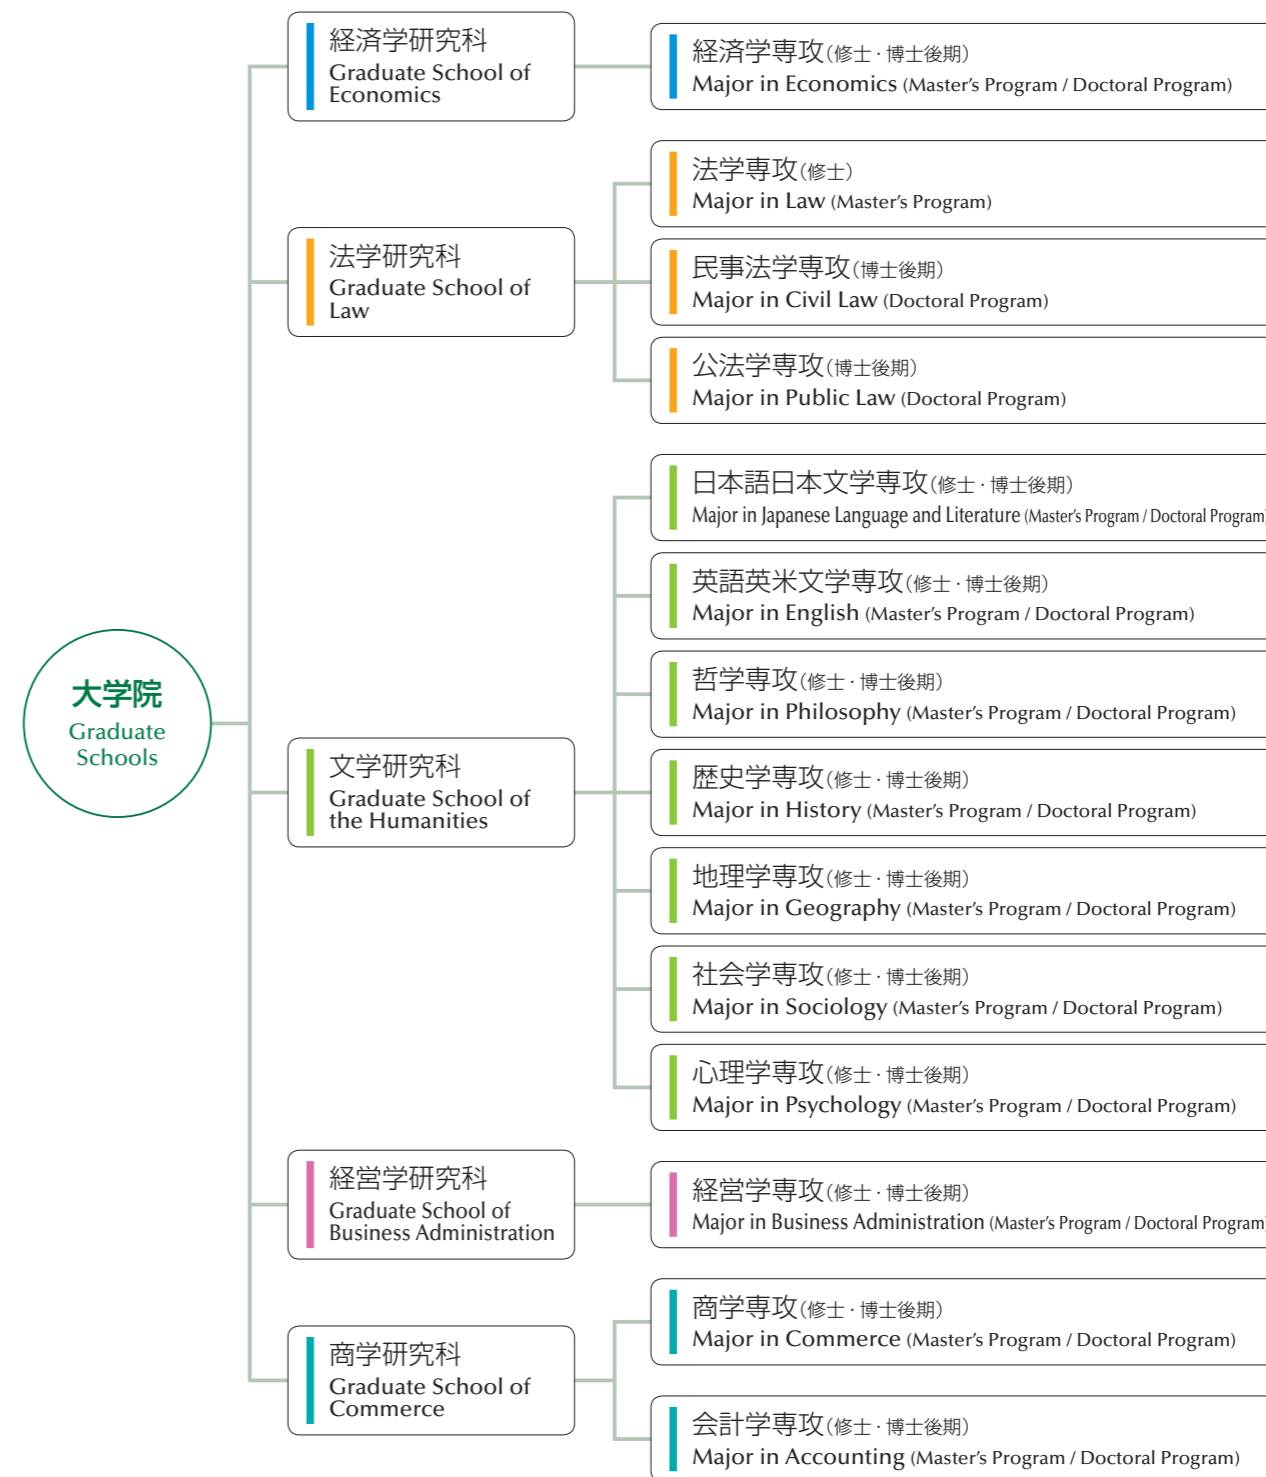 大学院
Graduate
Schools
経済学研究科
Graduate School of
Economics
経済学専攻(修士・博士後期)
Major in Economics (Master's Program / Doctoral Program)
法学研究科
Graduate School of
Law
法学専攻(修士)
Major in Law (Master's Program)
民事法学専攻(博士後期)
Major in Civil Law (Doctoral Program)
公法学専攻(博士後期)
Major in Public Law (Doctoral Program)
文学研究科
Graduate School of
the Humanities
日本語日本文学専攻(修士・博士後期)
Major in Japanese Language and Literature (Master's Program / Doctoral Program)
英語英米文学専攻(修士・博士後期)
Major in English (Master's Program / Doctoral Program)
哲学専攻(修士・博士後期)
Major in Philosophy (Master's Program / Doctoral Program)
歴史学専攻(修士・博士後期)
Major in History (Master's Program / Doctoral Program)
地理学専攻(修士・博士後期)
Major in Geography (Master's Program / Doctoral Program)
社会学専攻(修士・博士後期)
Major in Sociology (Master's Program / Doctoral Program)
心理学専攻(修士・博士後期)
Major in Psychology (Master's Program / Doctoral Program)
経営学研究科
Graduate School of
Business Administration
経営学専攻(修士・博士後期)
Major in Business Administration (Master's Program / Doctoral Program)
商学研究科
Graduate School of
Commerce
商学専攻(修士・博士後期)
Major in Commerce (Master's Program / Doctoral Program)
会計学専攻(修士・博士後期)
Major in Accounting (Master's Program / Doctoral Program)